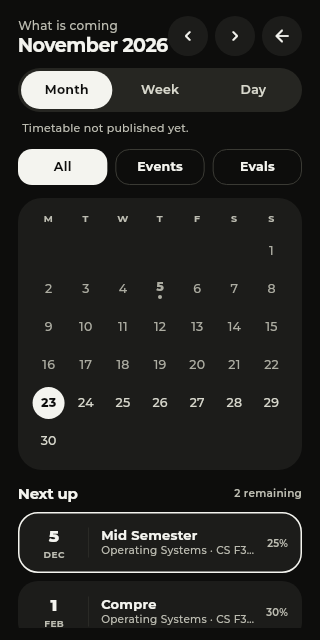 What is coming
November 2026
Month Week Day
Timetable not published yet.
All Events Evals
M T W T F S S
1
2 3 4 5 6 7 8
9 10 11 12 13 14 15
16 17 18 19 20 21 22
23 24 25 26 27 28 29
30
Next up 2 remaining
5 DEC
Mid Semester
Operating Systems · CS F3...
25%
1 FEB
Compre
Operating Systems · CS F3...
30%